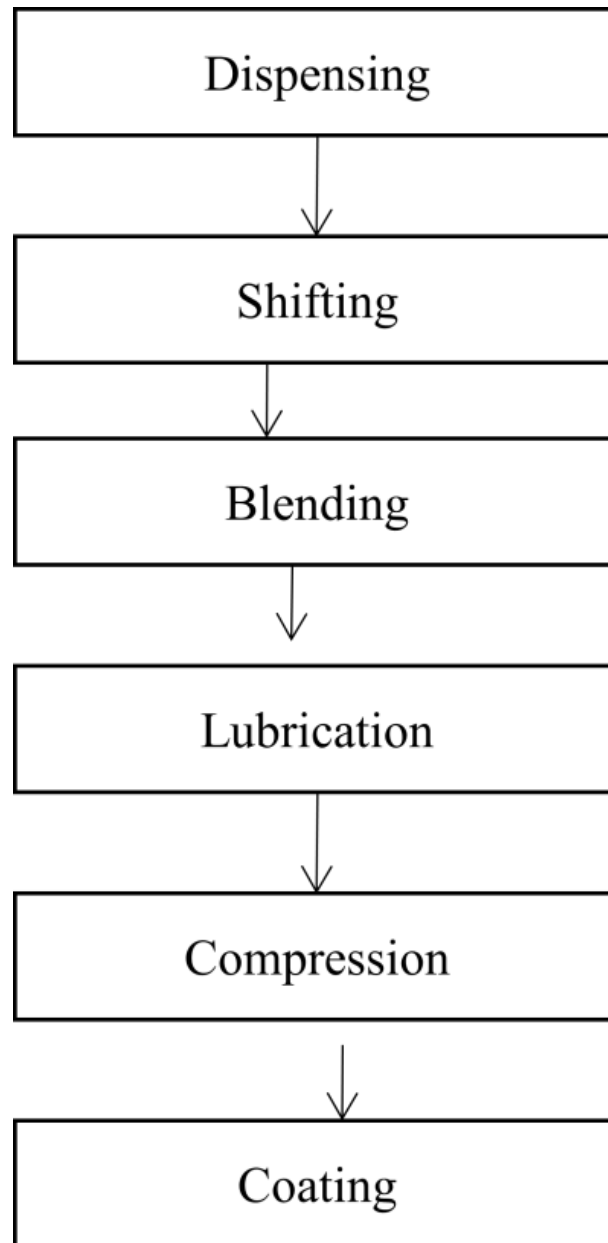 Dispensing
Shifting
Blending
Lubrication
Compression
Coating